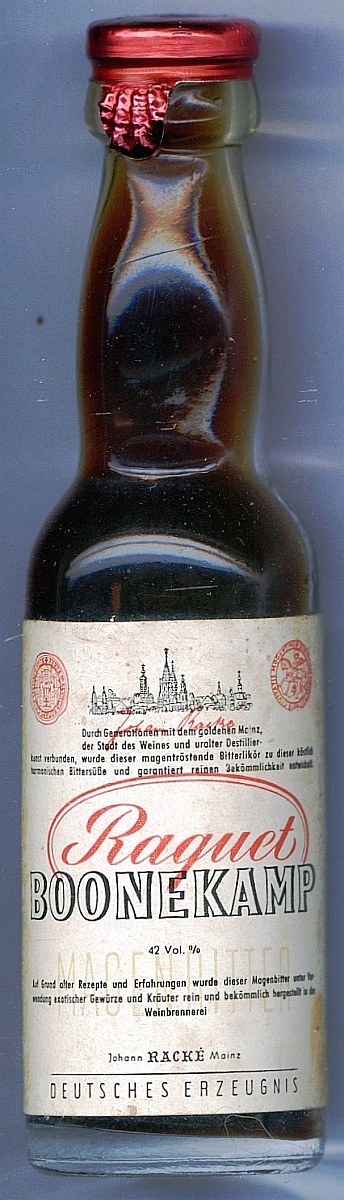 Durch Generationen mit dem goldenen Mainz,
der Stadt des Weines und uralter Destillier-
kunst verbunden, wurde dieser magentröstende Bitterlikör zu dieser köstlich
harmonischen Bittersüße und garantiert reinen Bekömmlichkeit entwickelt.
Raquet
BOONEKAMP
42 Vol. %
MAGENBITTER
Auf Grund alter Rezepte und Erfahrungen wurde dieser Magenbitter unter Ver-
wendung exotischer Gewürze und Kräuter rein und bekömmlich hergestellt in der
Weinbrennerei
Johann RACKÉ Mainz
DEUTSCHES ERZEUGNIS